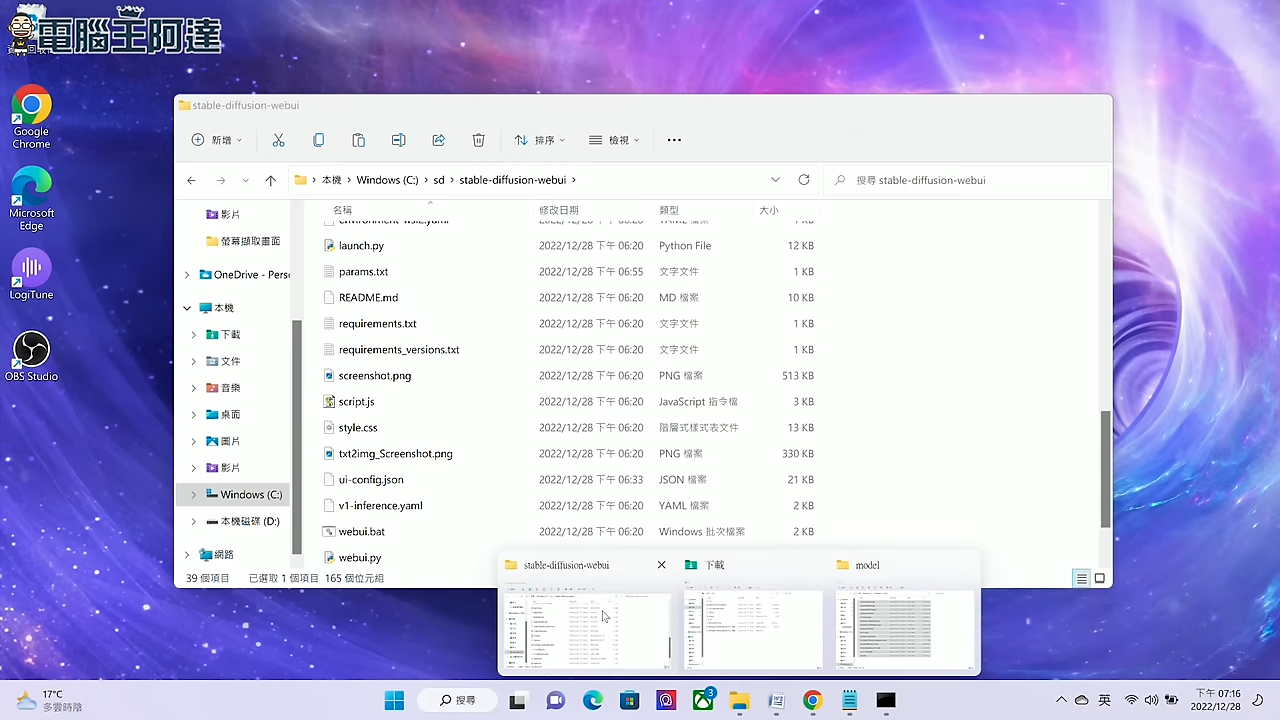 電腦王阿達
Google
Chrome
Microsoft
Edge
LogiTune
OBS Studio
stable-diffusion-webui
新增
排序
檢視
本機 > Windows (C:) > sd > stable-diffusion-webui >
搜尋 stable-diffusion-webui
名稱 修改日期 類型 大小
影片
螢幕擷取畫面
OneDrive - Perso
本機
下載
文件
音樂
桌面
圖片
影片
Windows (C:)
本機磁碟 (D:)
網路
launch.py 2022/12/28 下午 06:20 Python File 12 KB
params.txt 2022/12/28 下午 06:55 文字文件 1 KB
README.md 2022/12/28 下午 06:20 MD 檔案 10 KB
requirements.txt 2022/12/28 下午 06:20 文字文件 1 KB
requirements_versions.txt 2022/12/28 下午 06:20 文字文件 1 KB
screenshot.png 2022/12/28 下午 06:20 PNG 檔案 513 KB
script.js 2022/12/28 下午 06:20 JavaScript 指令檔 3 KB
style.css 2022/12/28 下午 06:20 階層式樣式表文件 13 KB
txt2img_Screenshot.png 2022/12/28 下午 06:20 PNG 檔案 330 KB
ui-config.json 2022/12/28 下午 06:33 JSON 檔案 21 KB
v1-inference.yaml 2022/12/28 下午 06:20 YAML 檔案 2 KB
webui.bat 2022/12/28 下午 06:20 Windows 批次檔案 2 KB
webui.py
39 個項目 已選取 1 個項目 165 個位元組
stable-diffusion-webui
下載
model
17°C
多雲時陰
3
英
下午 07:16
2022/12/28